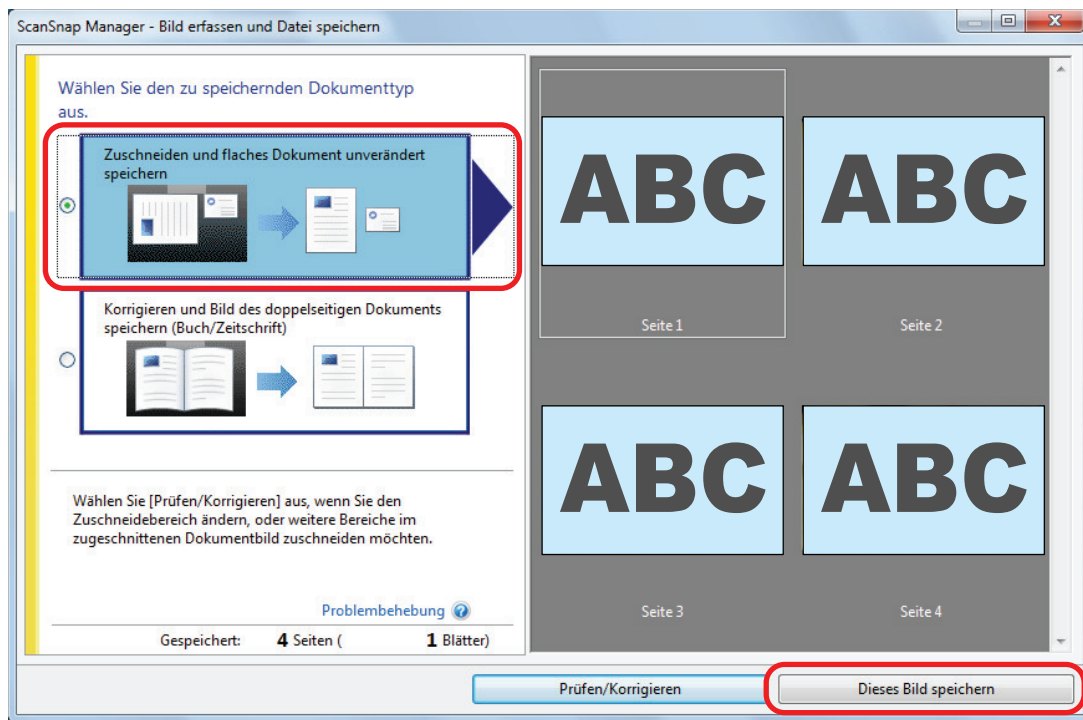 ScanSnap Manager - Bild erfassen und Datei speichern
Wählen Sie den zu speichernden Dokumenttyp
aus.
Zuschneiden und flaches Dokument unverändert
speichern
Korrigieren und Bild des doppelseitigen Dokuments
speichern (Buch/Zeitschrift)
Wählen Sie [Prüfen/Korrigieren] aus, wenn Sie den
Zuschneidebereich ändern, oder weitere Bereiche im
zugeschnittenen Dokumentbild zuschneiden möchten.
Problembehebung
Gespeichert: 4 Seiten ( 1 Blätter)
ABC ABC
Seite 1 Seite 2
ABC ABC
Seite 3 Seite 4
Prüfen/Korrigieren Dieses Bild speichern